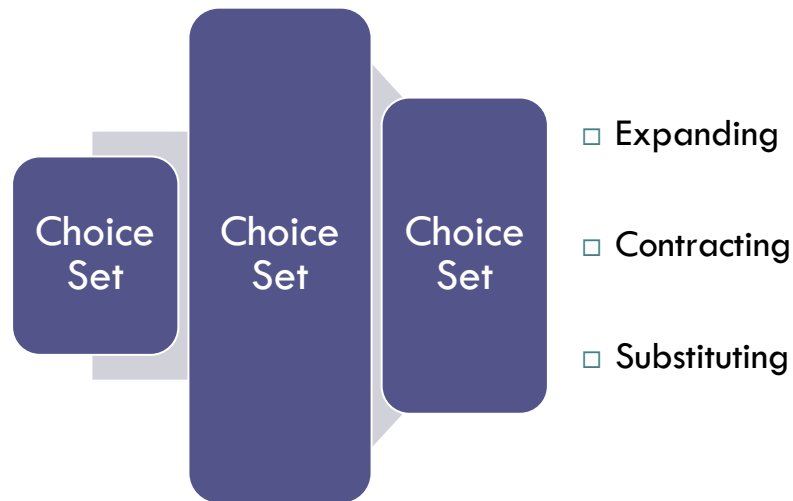 Choice
Set
Choice
Set
Choice
Set
Expanding
Contracting
Substituting